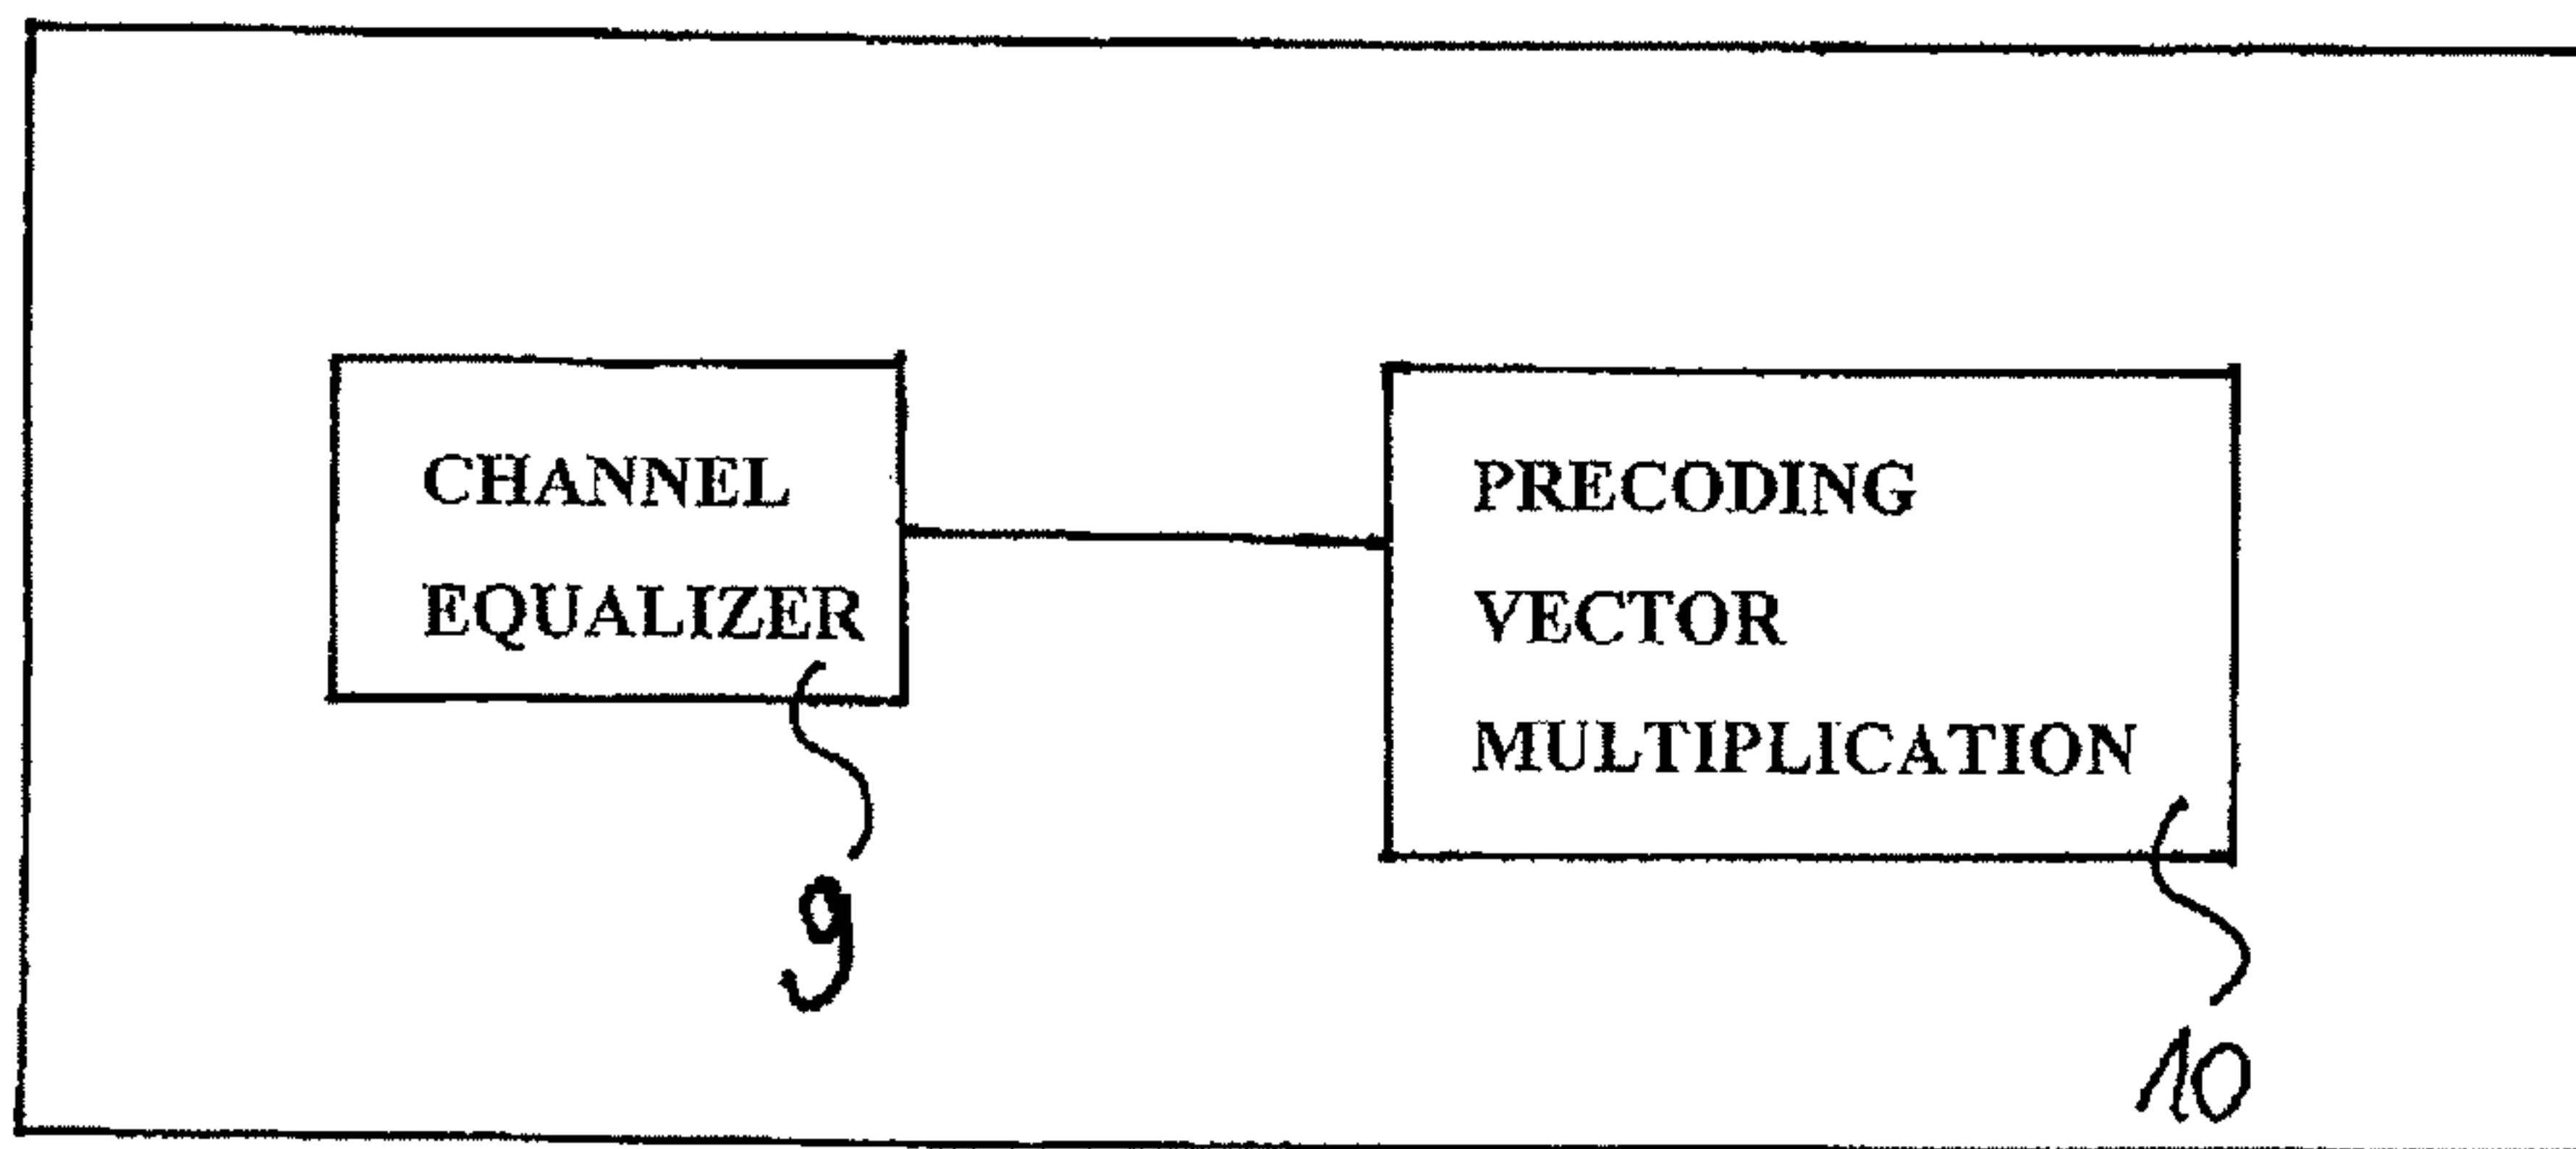 CHANNEL
EQUALIZER
PRECODING
VECTOR
MULTIPLICATION
9
10